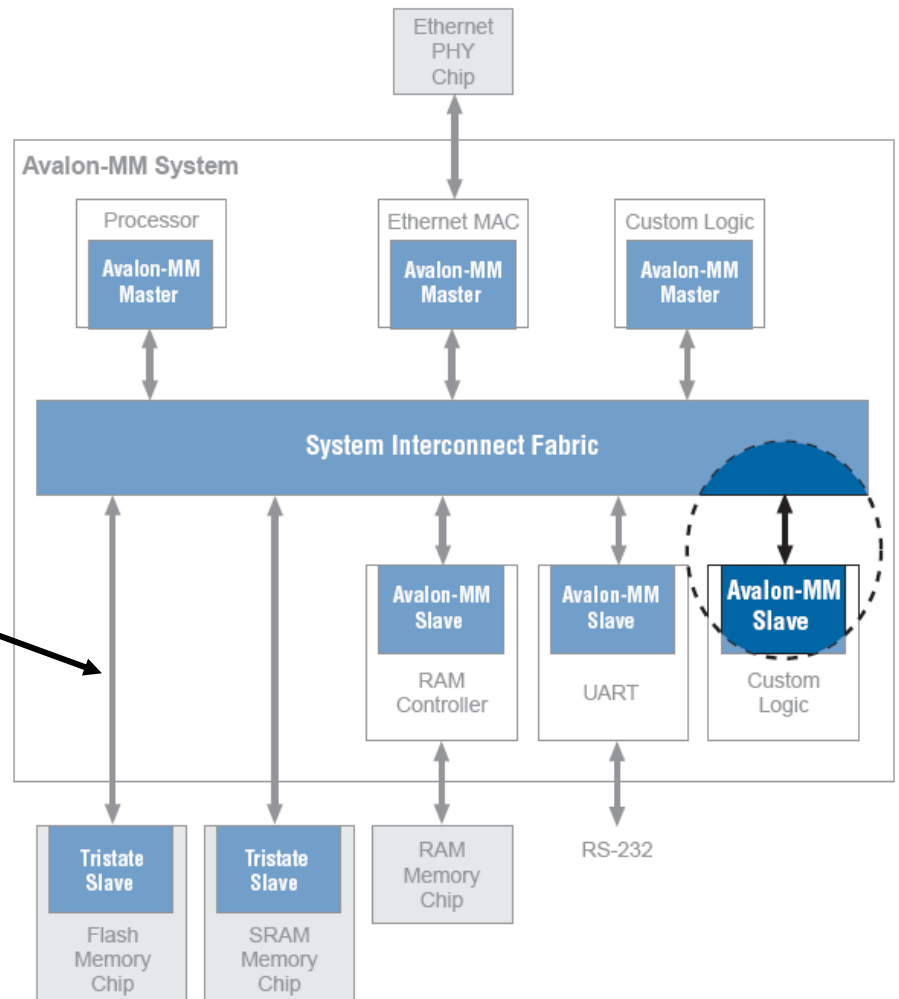 Ethernet
PHY
Chip
Avalon-MM System
Processor
Avalon-MM
Master
Ethernet MAC
Avalon-MM
Master
Custom Logic
Avalon-MM
Master
System Interconnect Fabric
Avalon-MM
Slave
RAM
Controller
Avalon-MM
Slave
UART
Avalon-MM
Slave
Custom
Logic
Tristate
Slave
Flash
Memory
Chip
Tristate
Slave
SRAM
Memory
Chip
RAM
Memory
Chip
RS-232